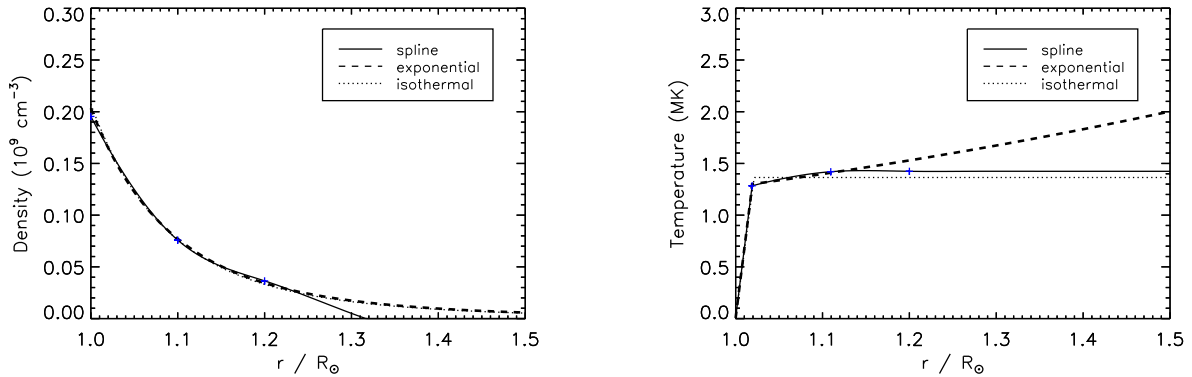 Density (10⁹ cm⁻³)
0.30
0.25
0.20
0.15
0.10
0.05
0.00
spline
exponential
isothermal
1.0 1.1 1.2 1.3 1.4 1.5
r / R☉
Temperature (MK)
3.0
2.5
2.0
1.5
1.0
0.5
0.0
spline
exponential
isothermal
1.0 1.1 1.2 1.3 1.4 1.5
r / R☉